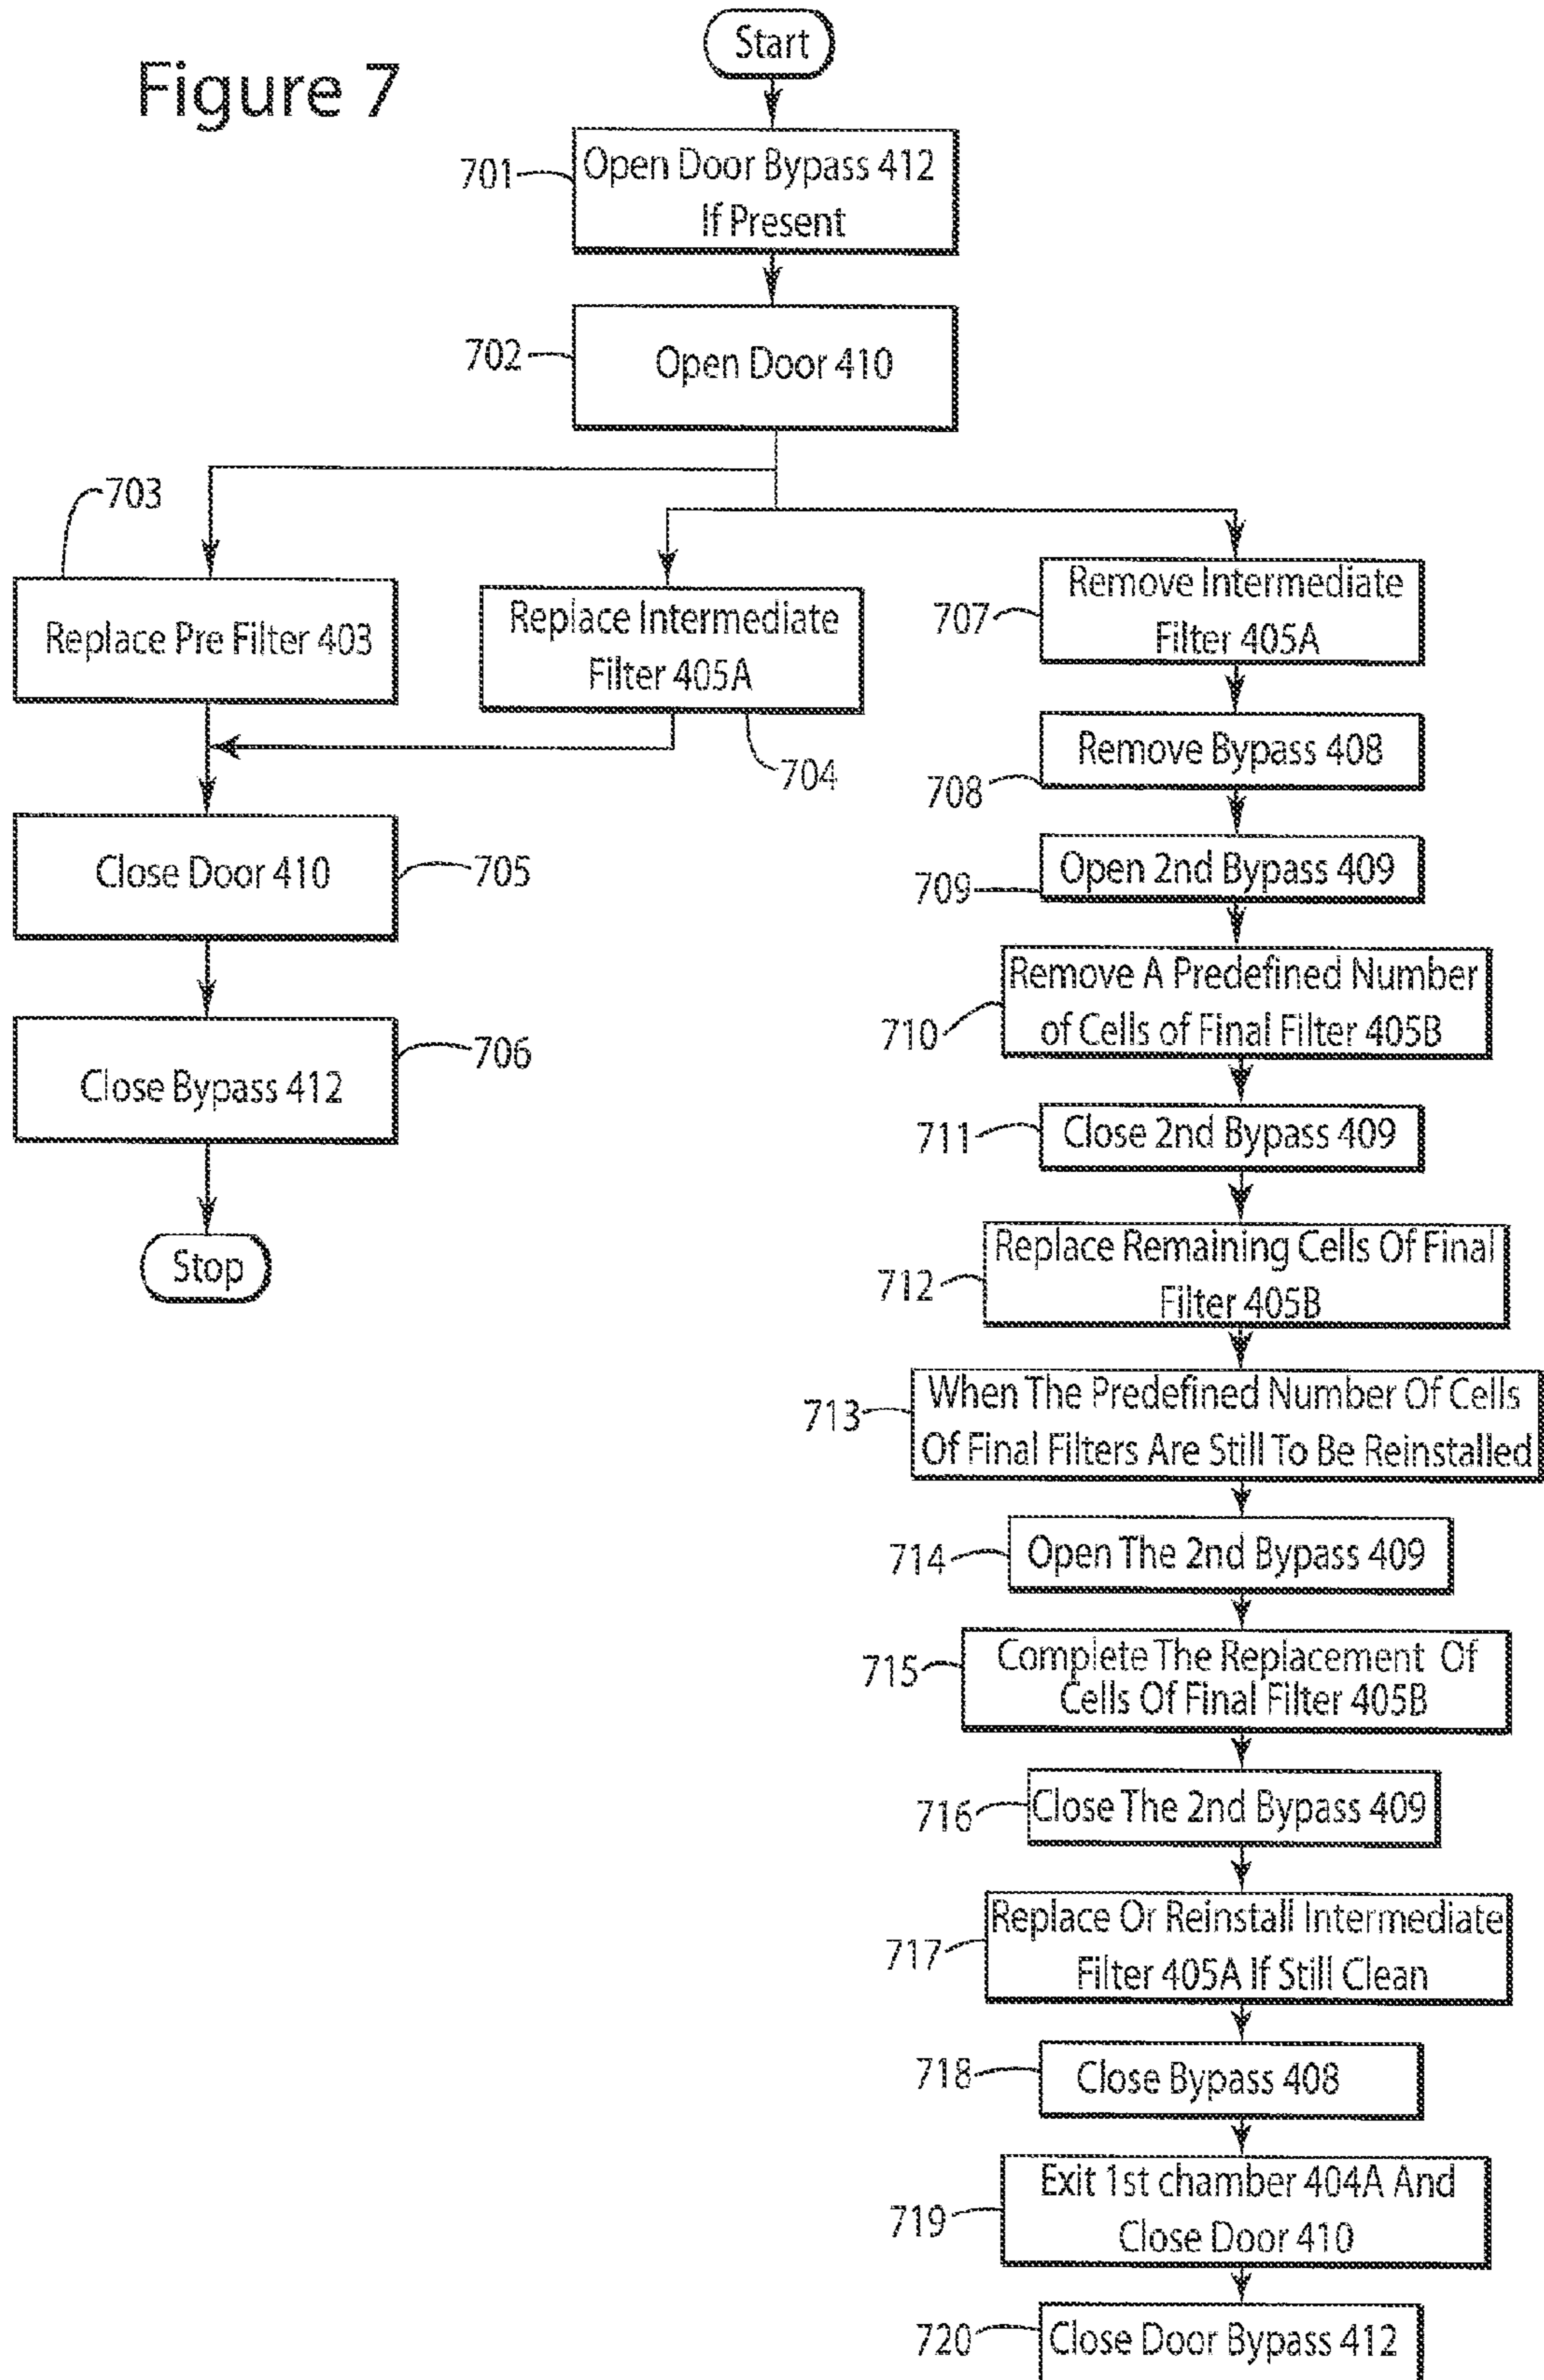 Figure 7
Start
701
Open Door Bypass 412
If Present
702
Open Door 410
703
Replace Pre Filter 403
Replace Intermediate
Filter 405A
704
Close Door 410
705
Close Bypass 412
706
Stop
707
Remove Intermediate
Filter 405A
708
Remove Bypass 408
709
Open 2nd Bypass 409
710
Remove A Predefined Number
of Cells of Final Filter 405B
711
Close 2nd Bypass 409
712
Replace Remaining Cells Of Final
Filter 405B
713
When The Predefined Number Of Cells
Of Final Filters Are Still To Be Reinstalled
714
Open The 2nd Bypass 409
715
Complete The Replacement Of
Cells Of Final Filter 405B
716
Close The 2nd Bypass 409
717
Replace Or Reinstall Intermediate
Filter 405A If Still Clean
718
Close Bypass 408
719
Exit 1st chamber 404A And
Close Door 410
720
Close Door Bypass 412